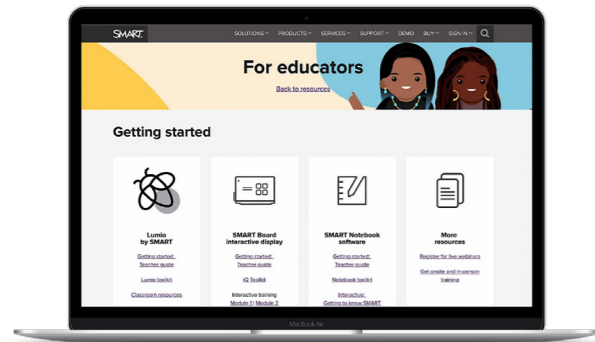 SMART.
SOLUTIONS PRODUCTS SERVICES SUPPORT DEMO BUY SIGN IN
For educators
Back to resources
Getting started
Lumio
by SMART
Getting started:
Teacher guide
Lumio toolkit
Classroom resources
SMART Board
interactive display
Getting started:
Teacher guide
iQ Toolkit
Interactive training
Module 1 | Module 2
SMART Notebook
software
Getting started:
Teacher guide
Notebook toolkit
Interactive:
Getting to know SMART
More
resources
Register for live webinars
Get onsite and in-person
training
MacBook Air